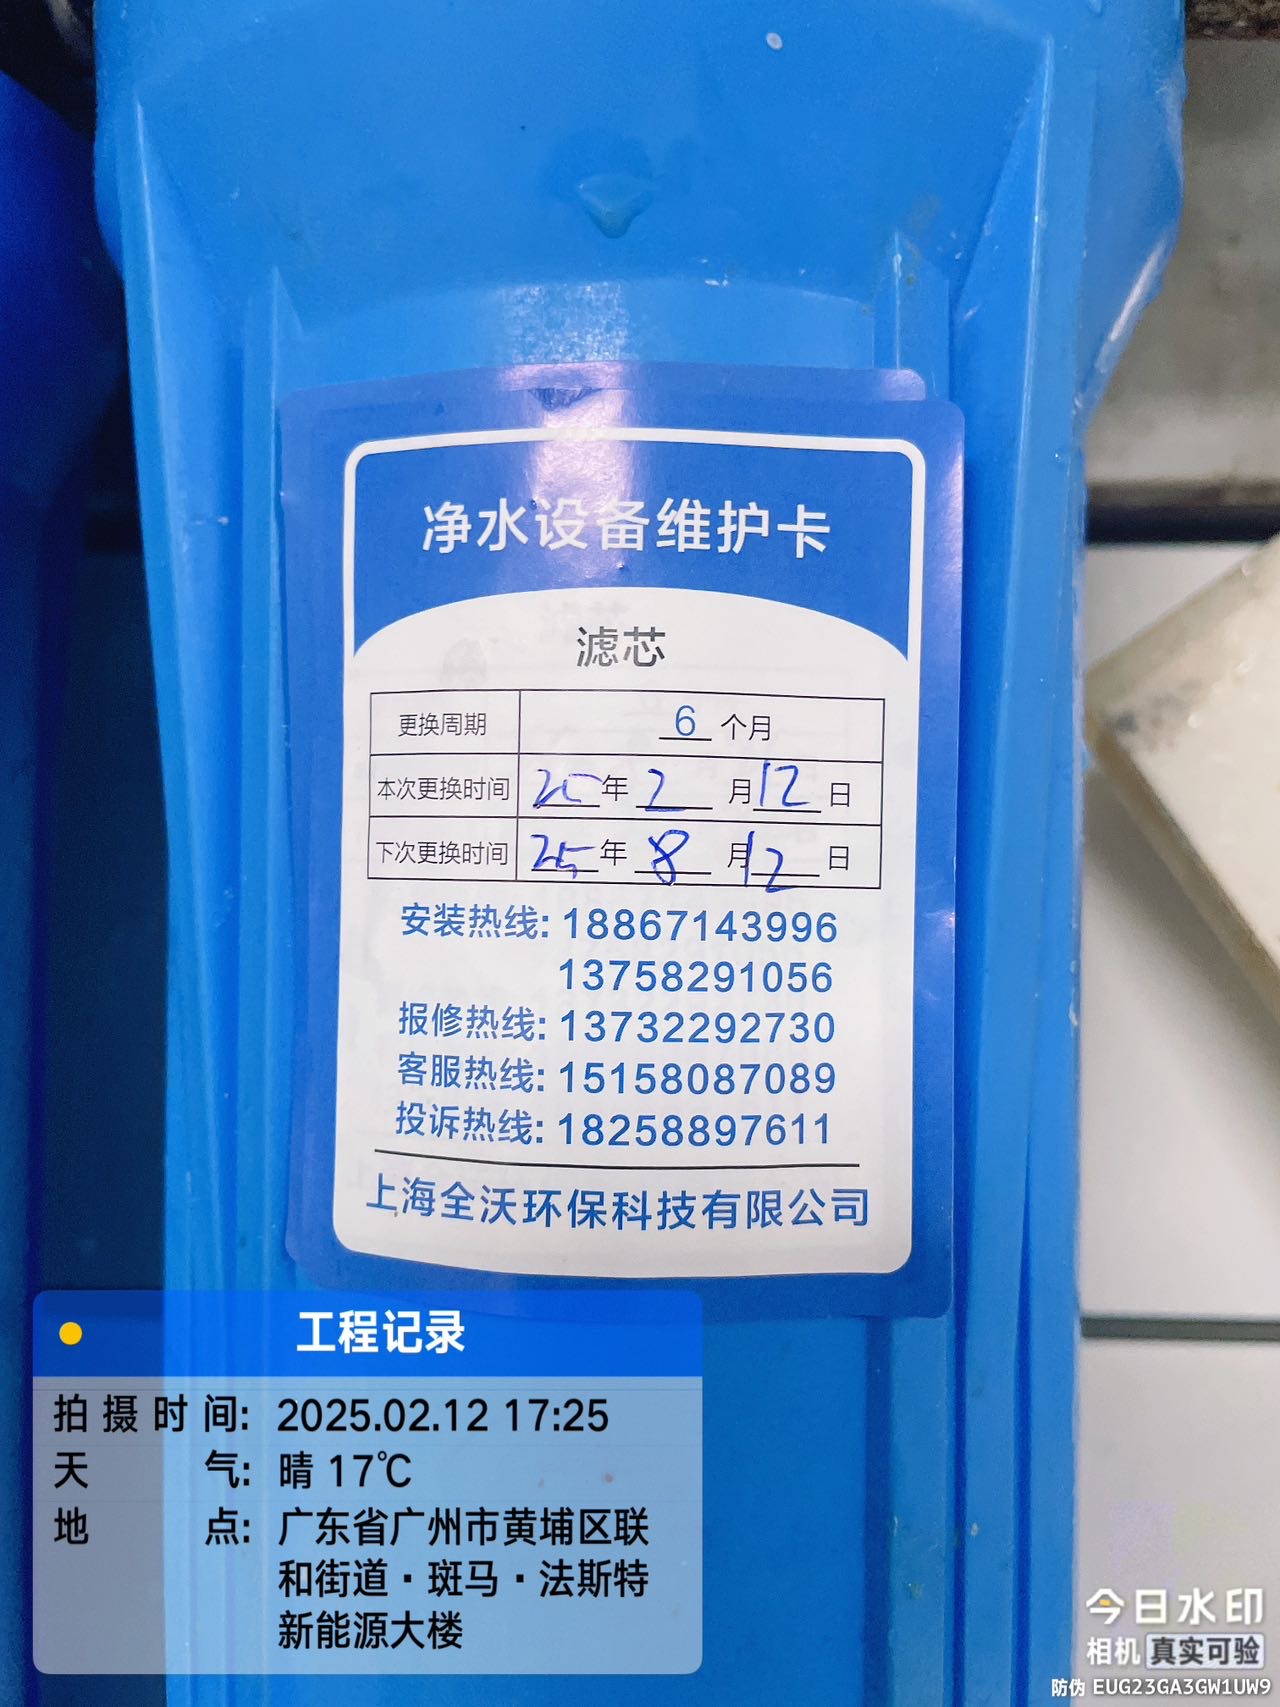 净水设备维护卡
滤芯
更换周期 6 个月
本次更换时间 25年 2 月 12 日
下次更换时间 25年 8 月 12 日
安装热线: 18867143996
13758291056
报修热线: 13732292730
客服热线: 15158087089
投诉热线: 18258897611
上海全沃环保科技有限公司
工程记录
拍摄时间: 2025.02.12 17:25
天气: 晴 17℃
地点: 广东省广州市黄埔区联
和街道·斑马·法斯特
新能源大楼
今日水印
相机 真实可验
防伪 EUG23GA3GW1UW9